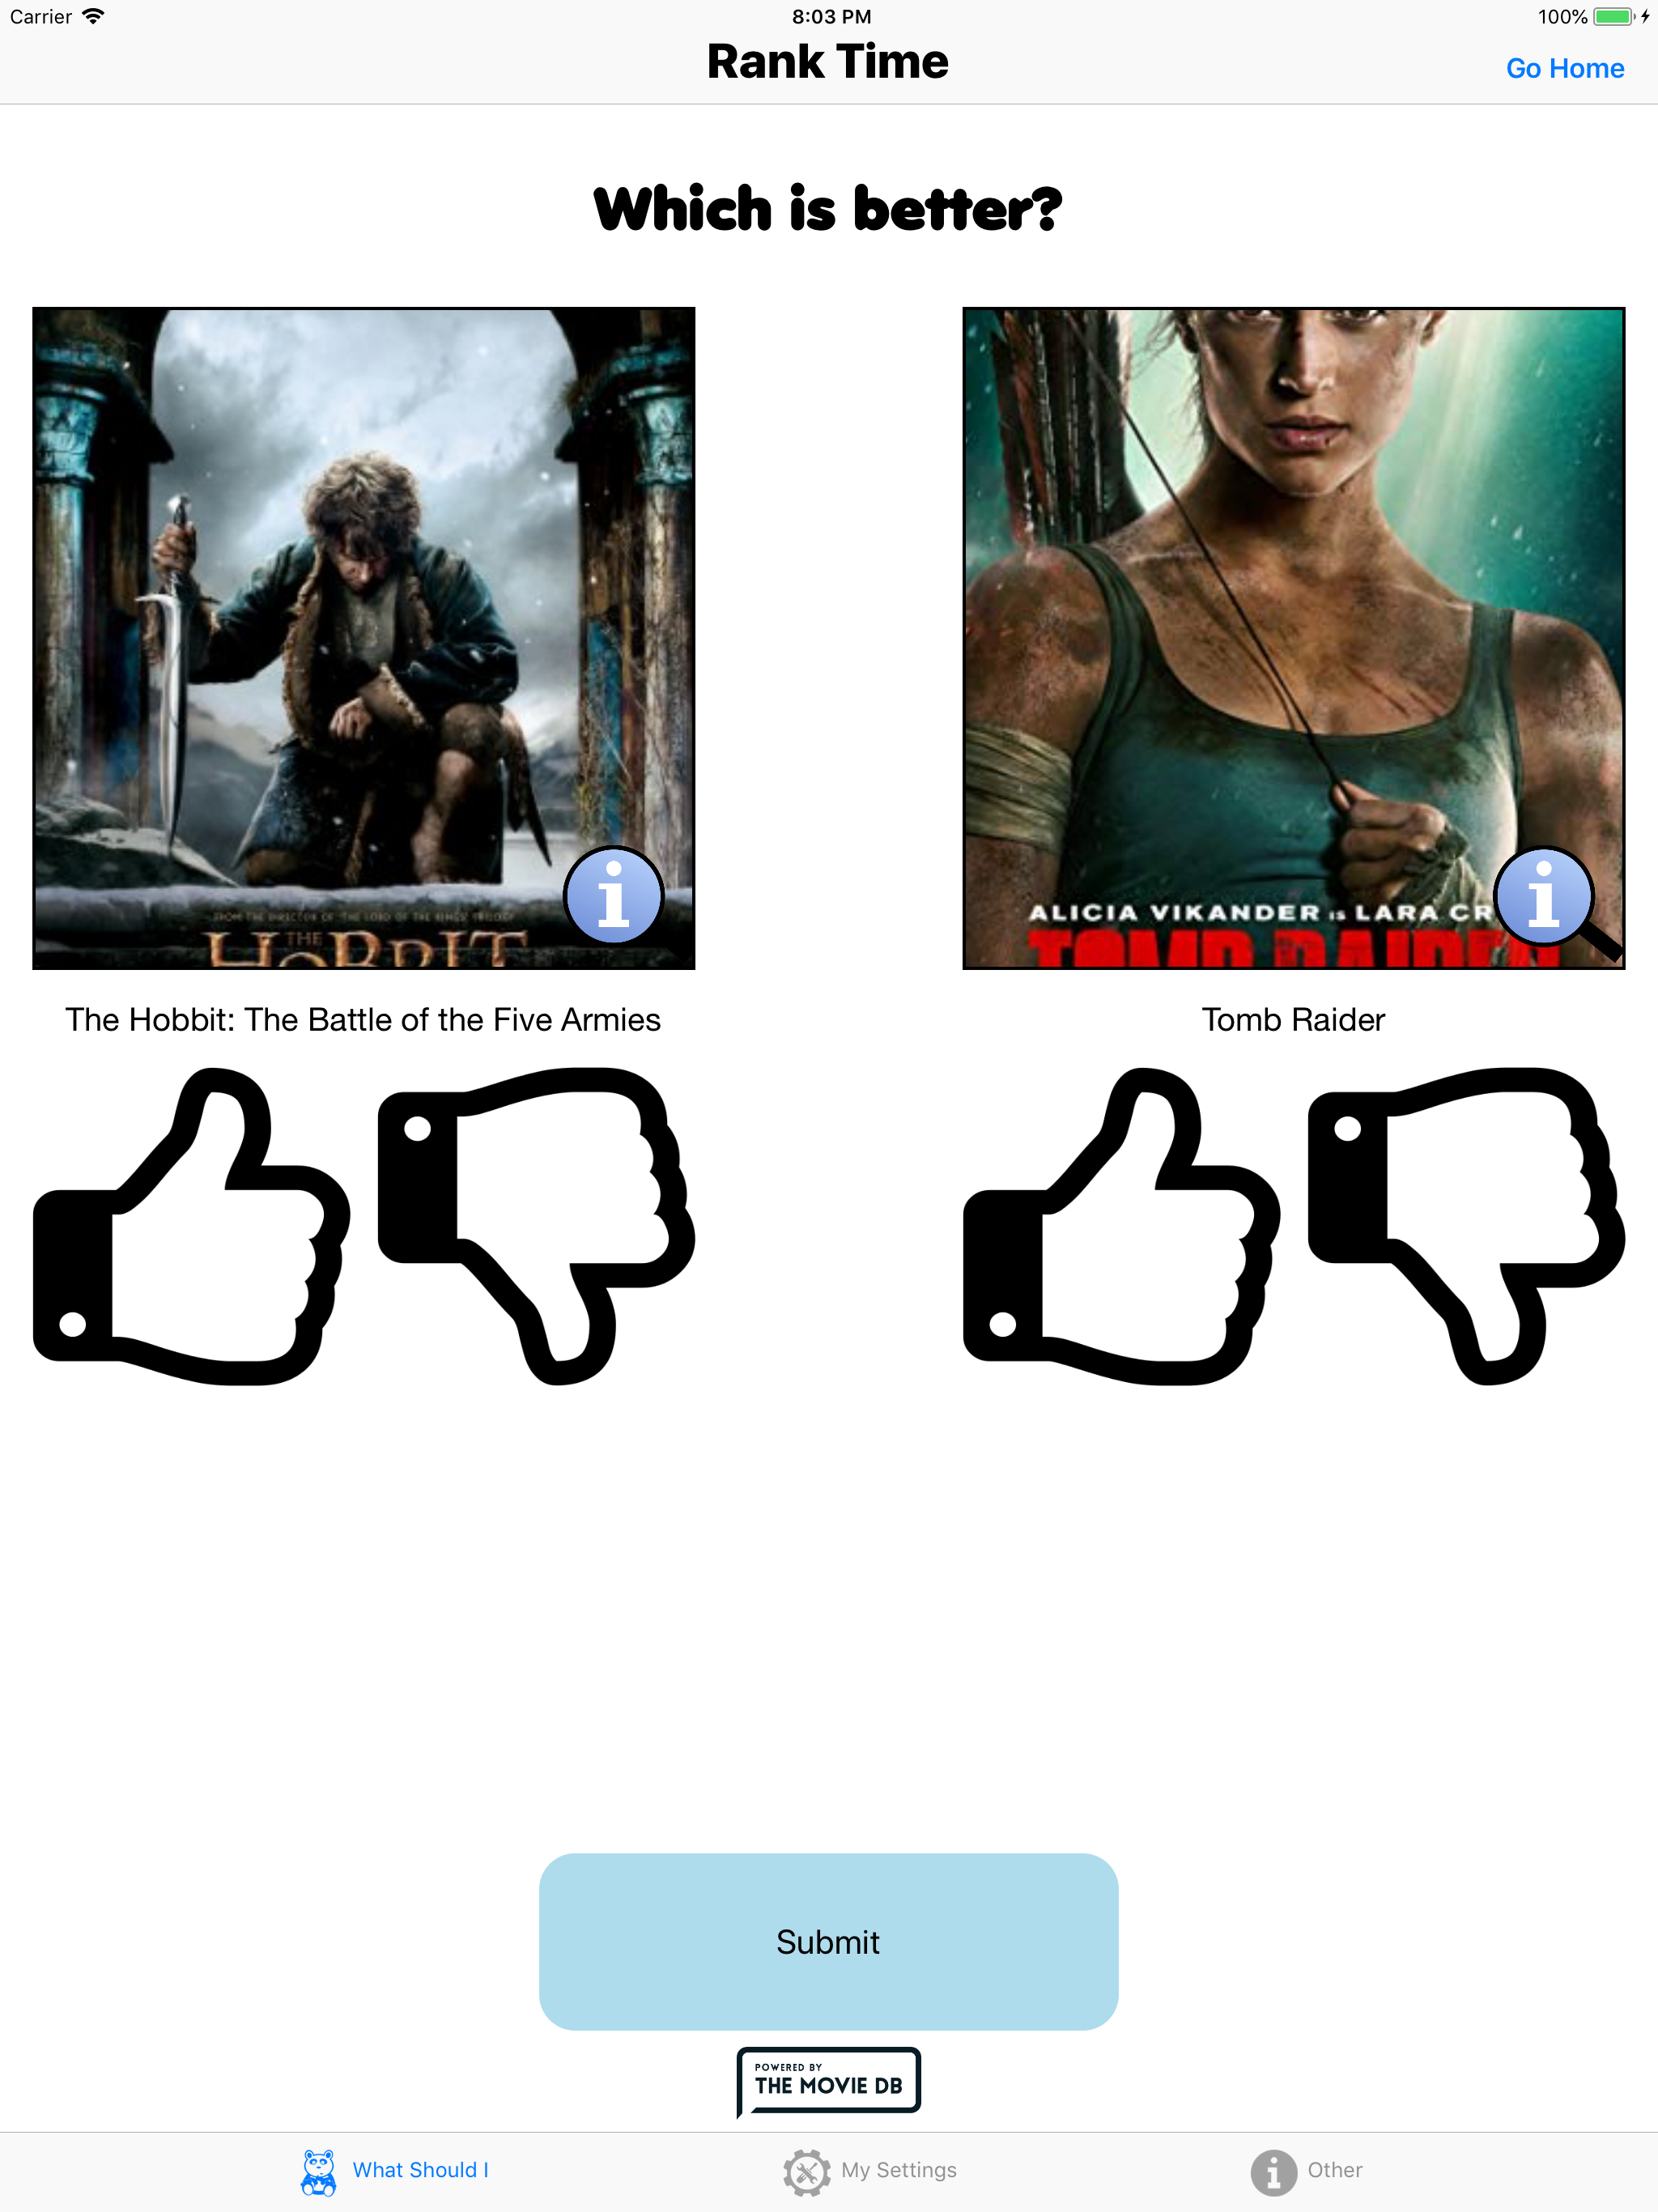 Carrier
8:03 PM
100%
Rank Time
Go Home
Which is better?
FROM THE DIRECTOR OF THE LORD OF THE RINGS TRILOGY
THE
HOBBIT
ALICIA VIKANDER IS LARA CR
TOMB RAIDER
The Hobbit: The Battle of the Five Armies
Tomb Raider
Submit
POWERED BY
THE MOVIE DB
What Should I
My Settings
Other